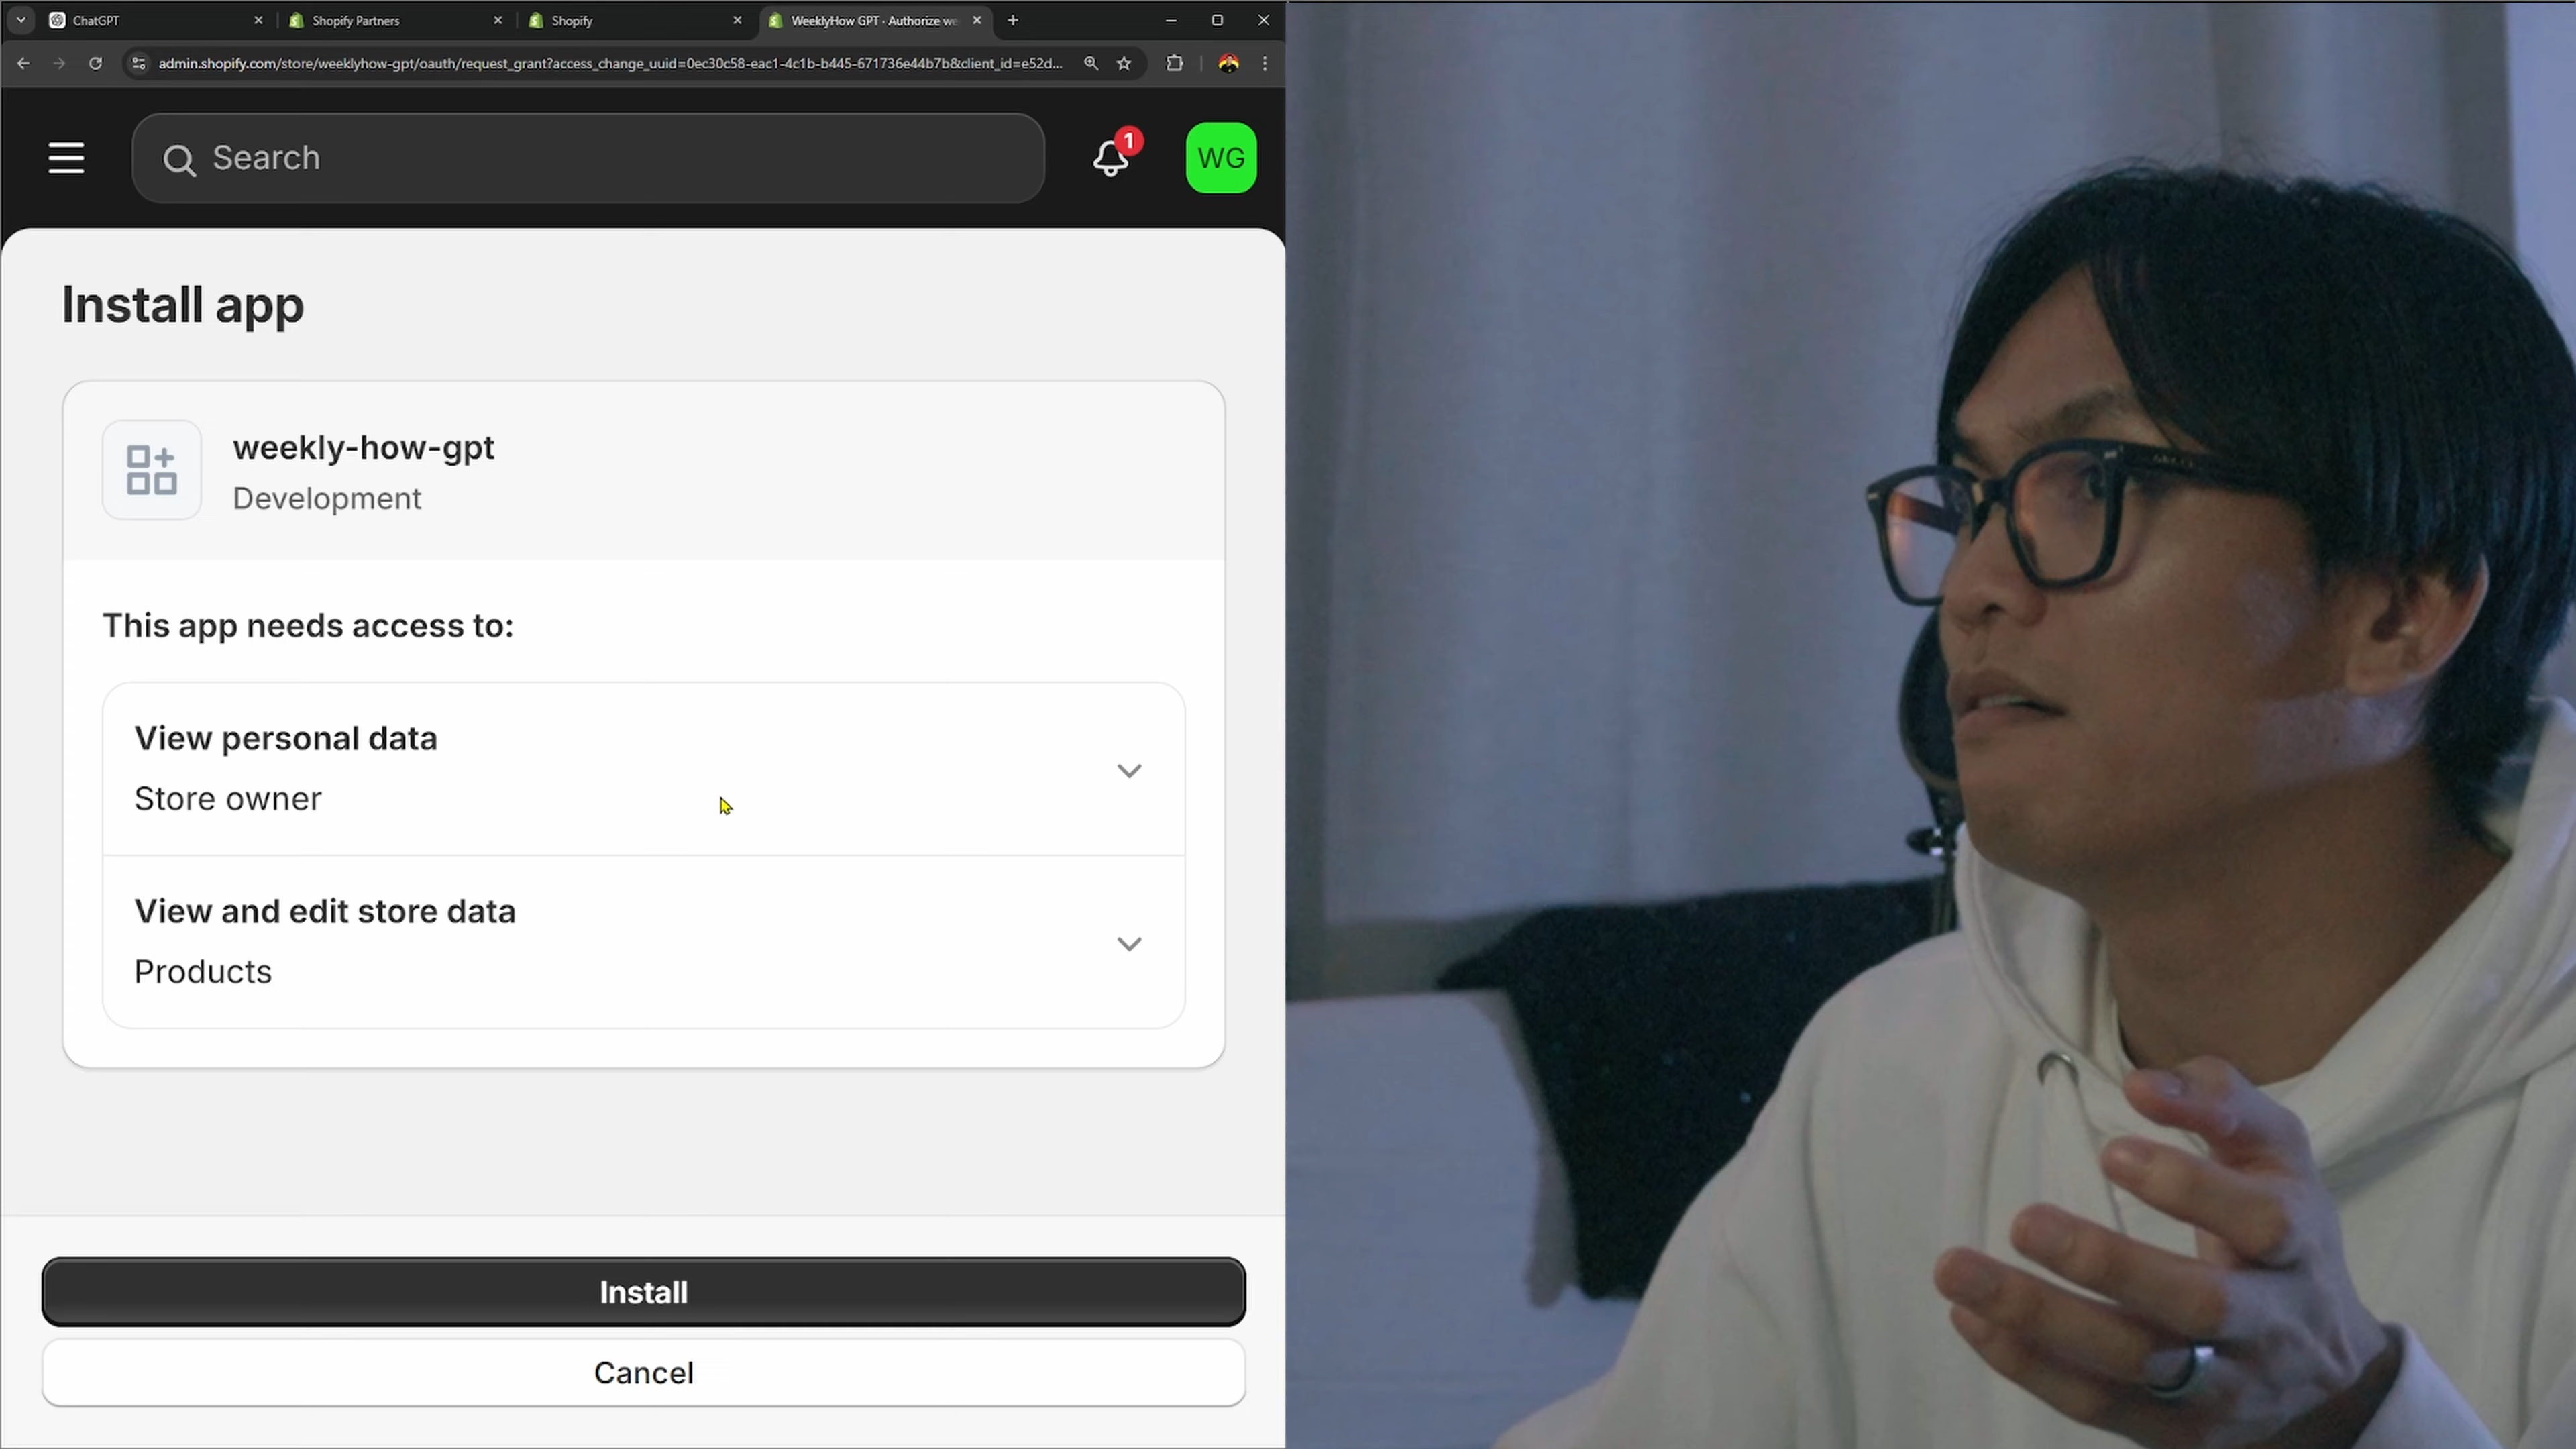 ChatGPT
Shopify Partners
Shopify
WeeklyHow GPT · Authorize we
admin.shopify.com/store/weeklyhow-gpt/oauth/request_grant?access_change_uuid=0ec30c58-eac1-4c1b-b445-671736e44b7b&client_id=e52d...
Search
1
WG
Install app
weekly-how-gpt
Development
This app needs access to:
View personal data
Store owner
View and edit store data
Products
Install
Cancel